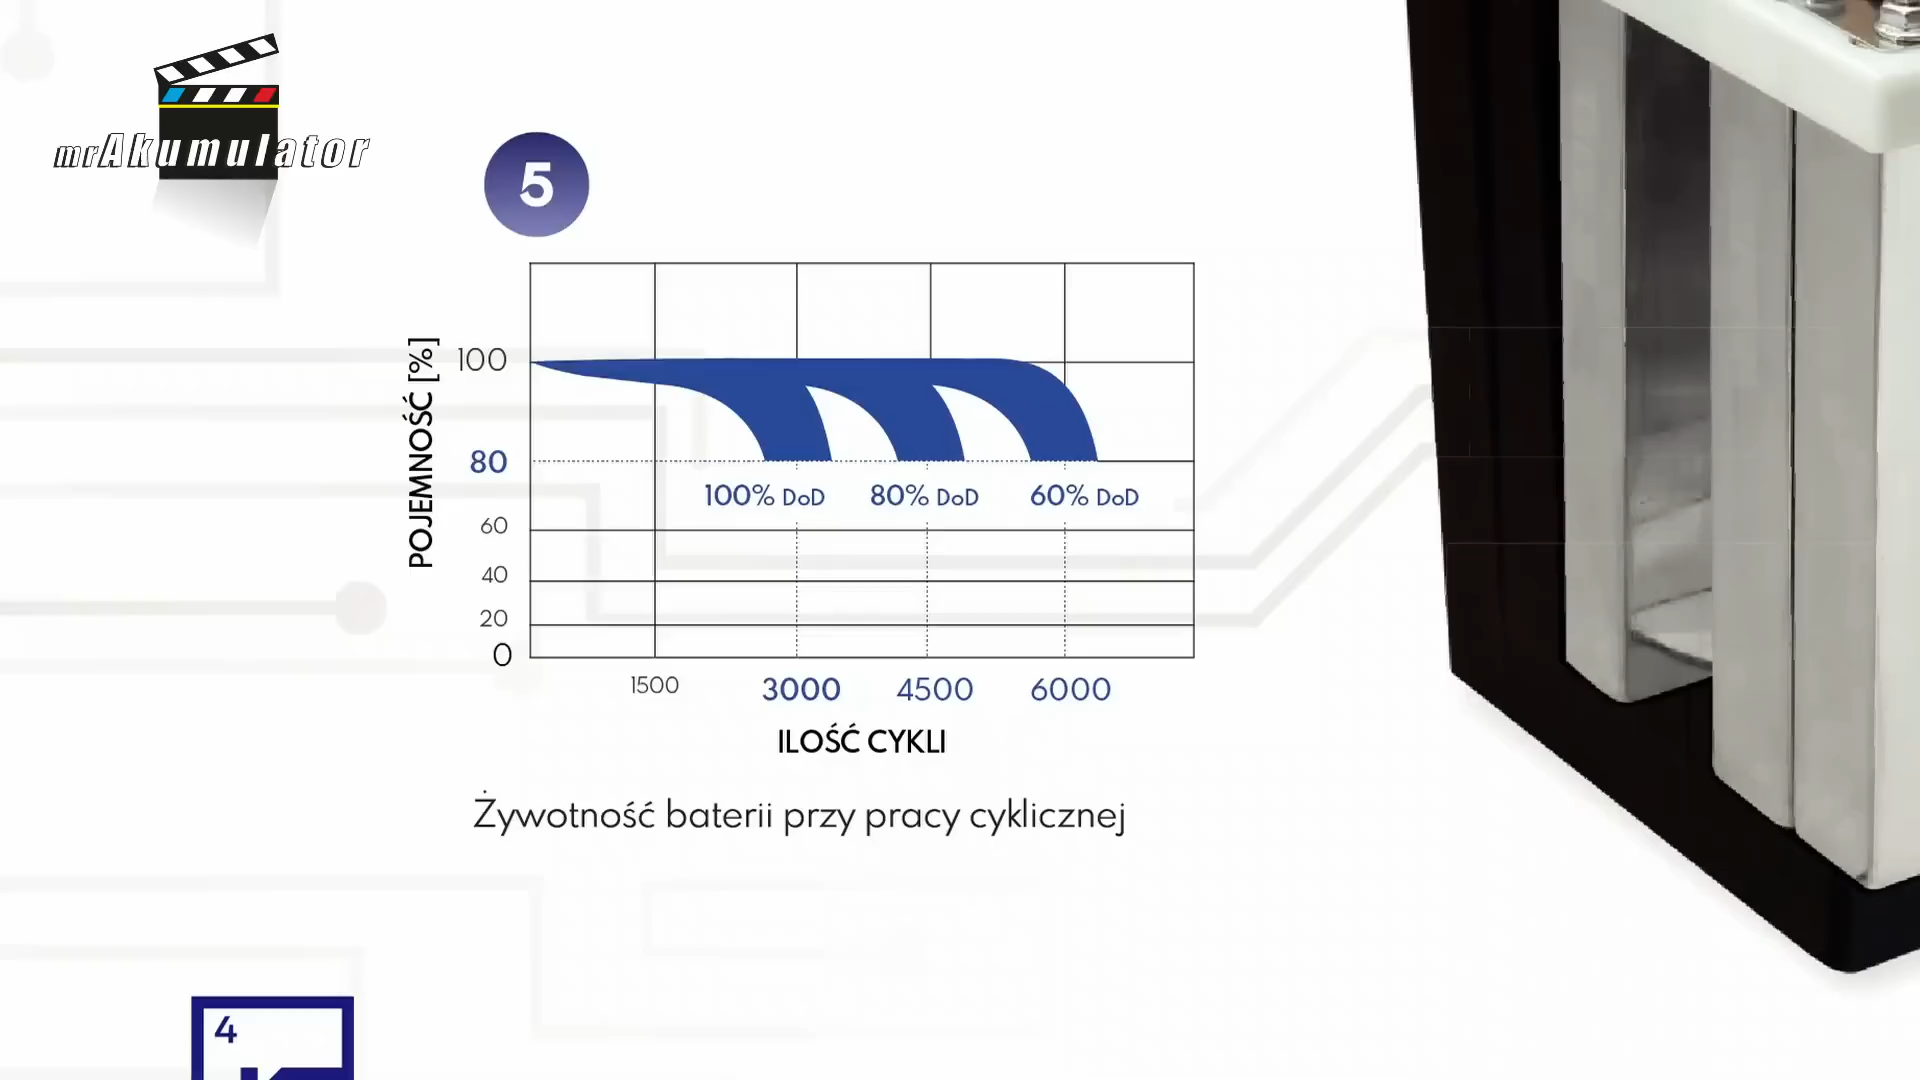 mrAkumulator
5
POJEMNOŚĆ [%]
100
80
60
40
20
0
100% DoD
80% DoD
60% DoD
1500
3000
4500
6000
ILOŚĆ CYKLI
Żywotność baterii przy pracy cyklicznej
4